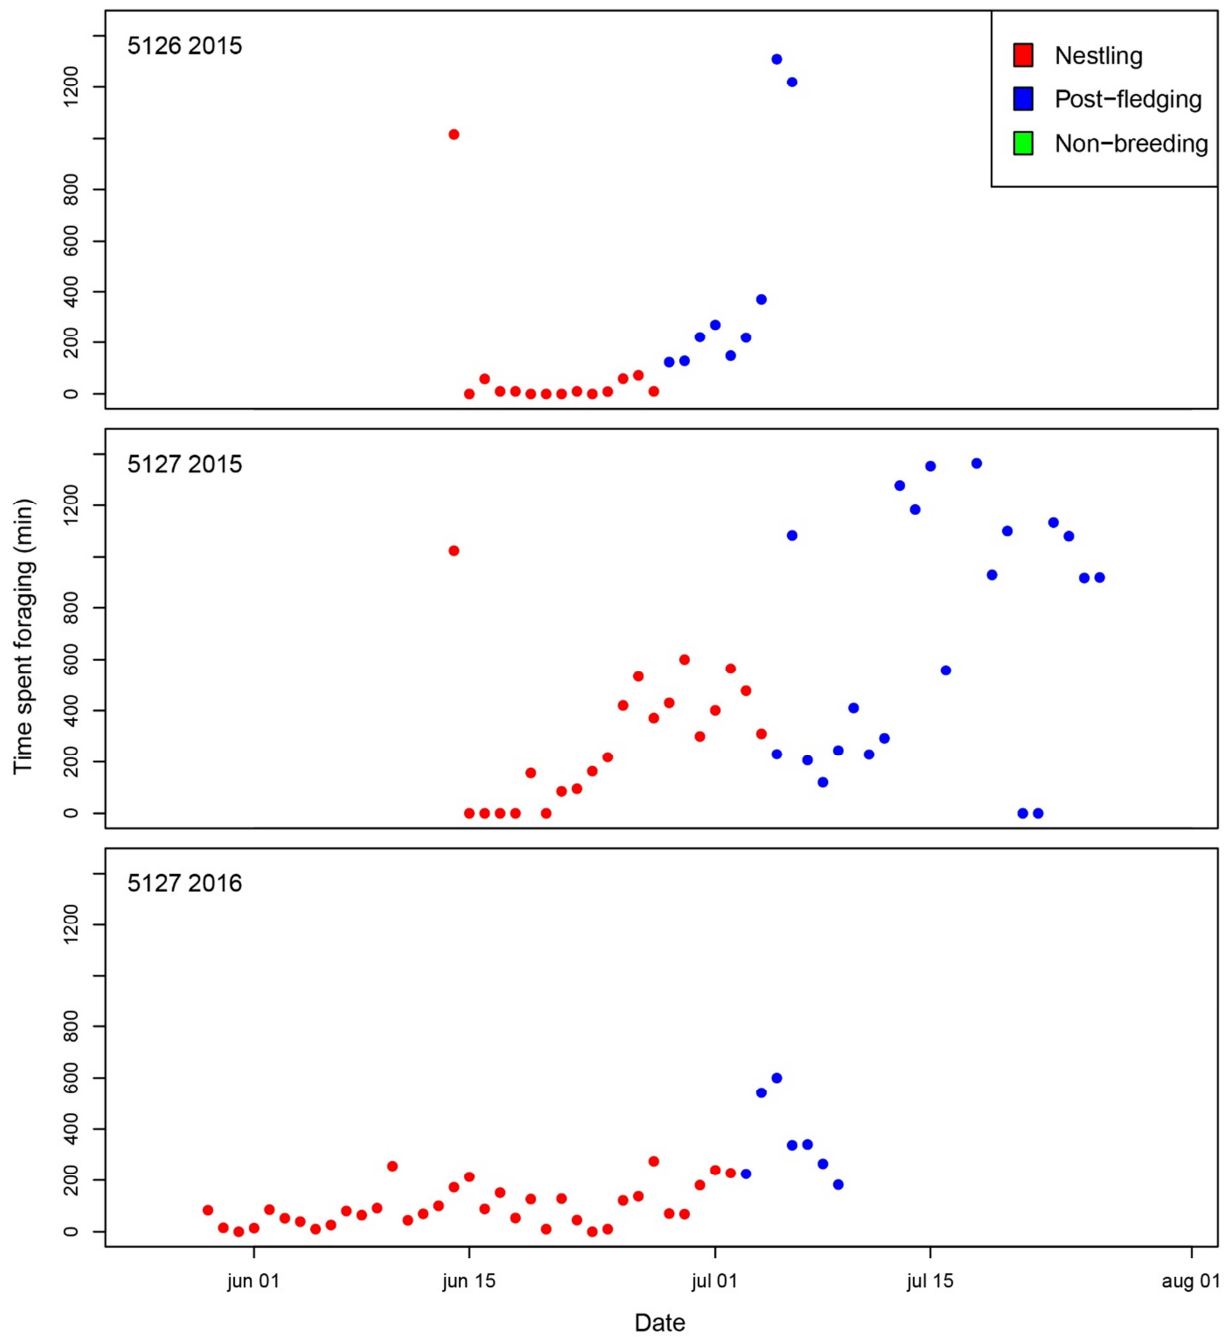 5126 2015
Nestling
Post−fledging
Non−breeding
0
200
400
600
800
1200
5127 2015
0
200
400
600
800
1200
Time spent foraging (min)
5127 2016
0
200
400
600
800
1200
jun 01
jun 15
jul 01
jul 15
aug 01
Date